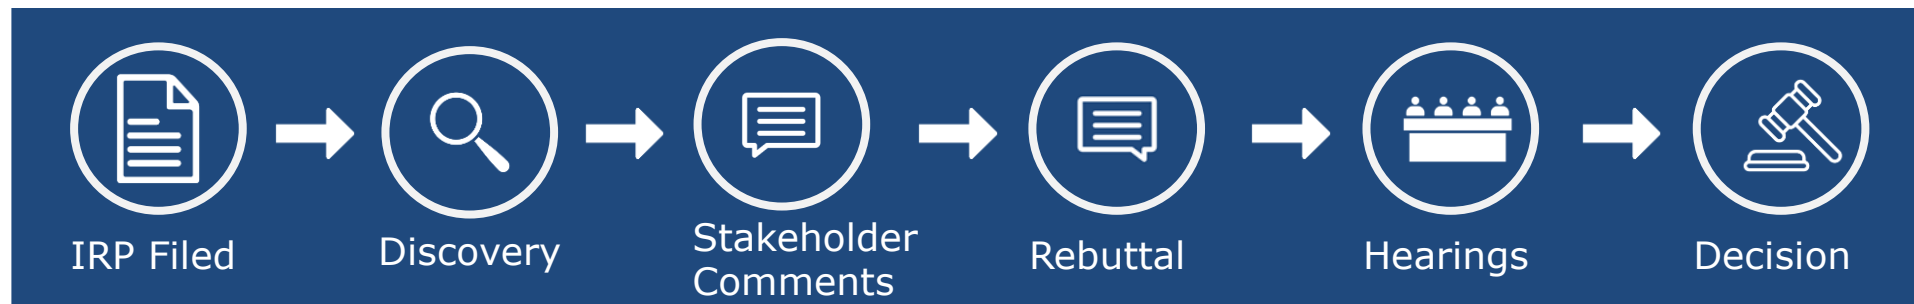 IRP Filed
Discovery
Stakeholder
Comments
Rebuttal
Hearings
Decision